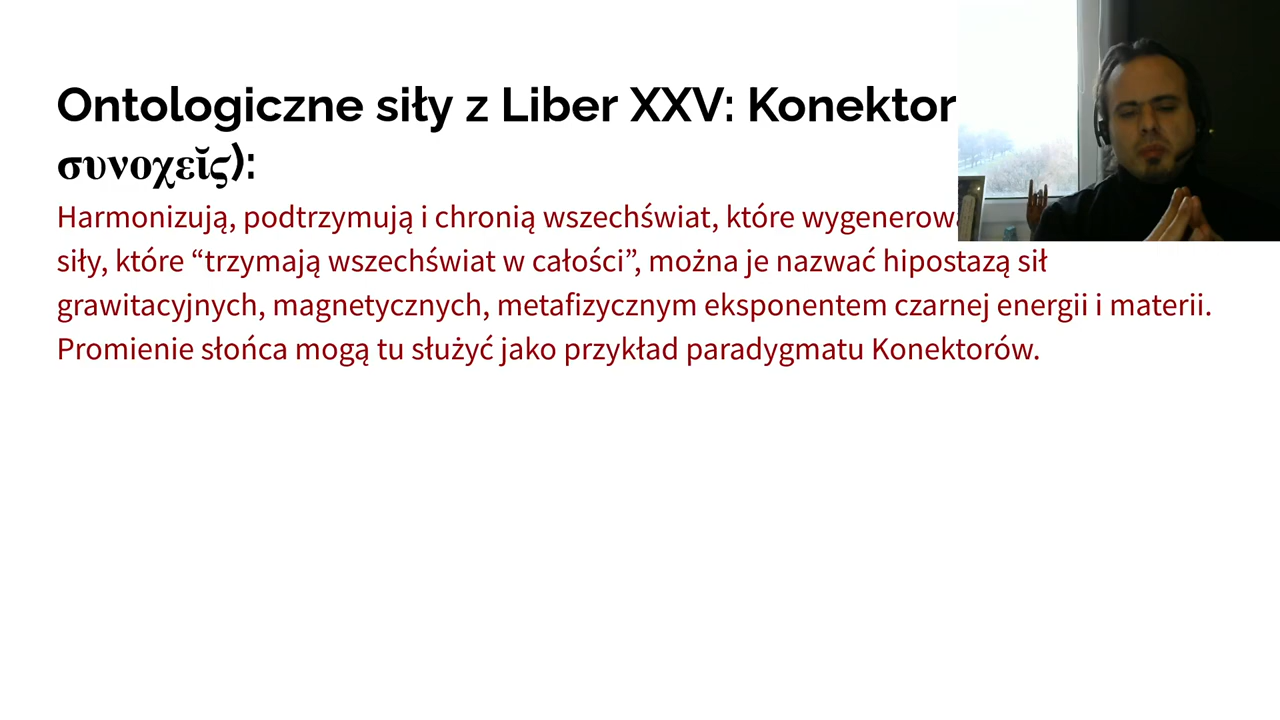 Ontologiczne siły z Liber XXV: Konektor
συνοχεῖς):
Harmonizują, podtrzymują i chronią wszechświat, które
siły, które “trzymają wszechświat w całości”, można je nazwać hipostazą sił
grawitacyjnych, magnetycznych, metafizycznym eksponentem czarnej energii i materii.
Promienie słońca mogą tu służyć jako przykład paradygmatu Konektorów.